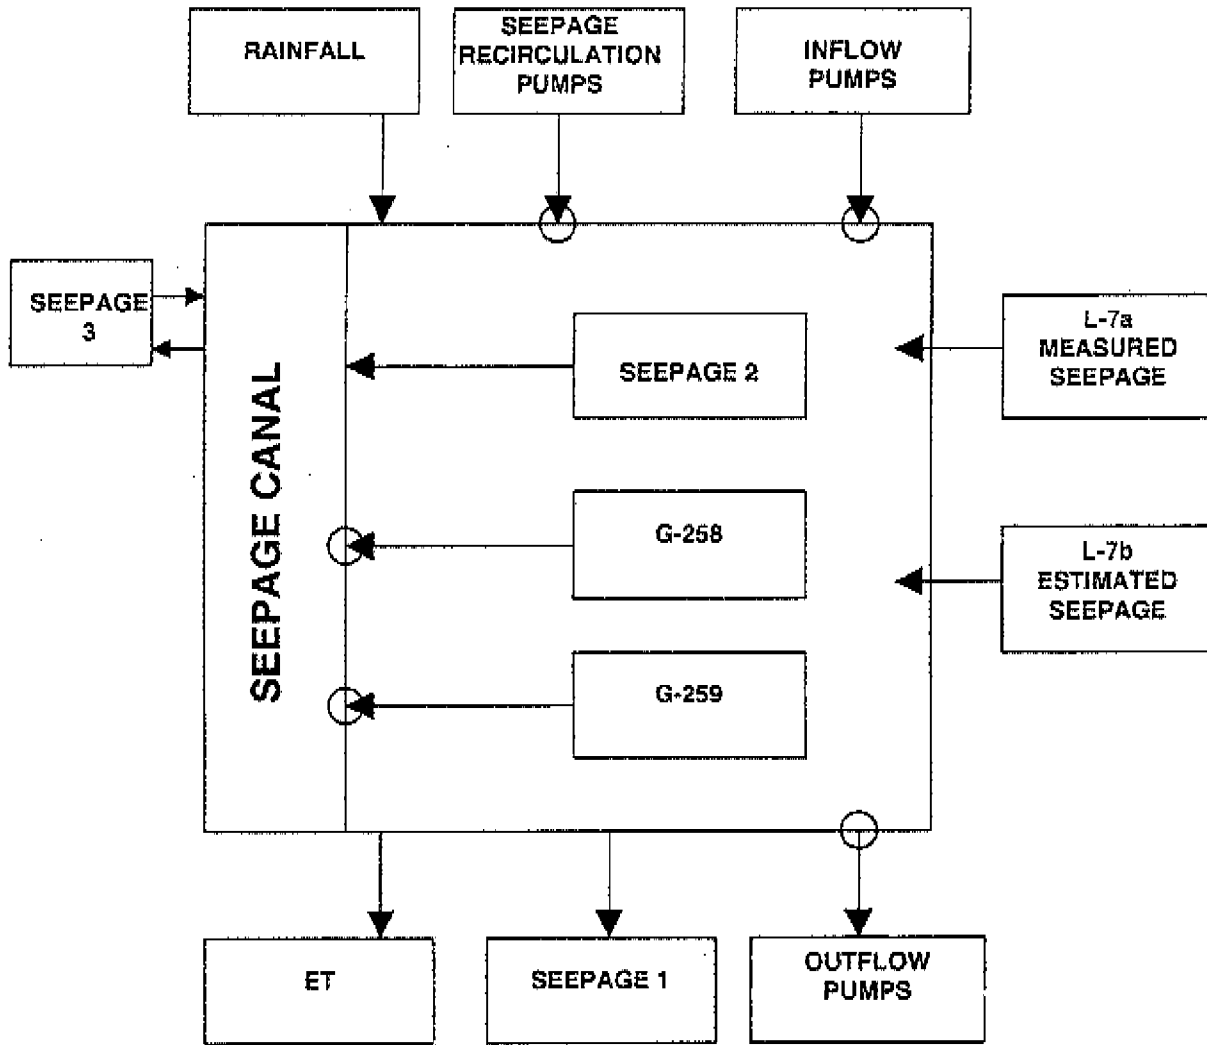 RAINFALL
SEEPAGE
RECIRCULATION
PUMPS
INFLOW
PUMPS
SEEPAGE
3
SEEPAGE CANAL
SEEPAGE 2
L-7a
MEASURED
SEEPAGE
G-258
L-7b
ESTIMATED
SEEPAGE
G-259
ET
SEEPAGE 1
OUTFLOW
PUMPS